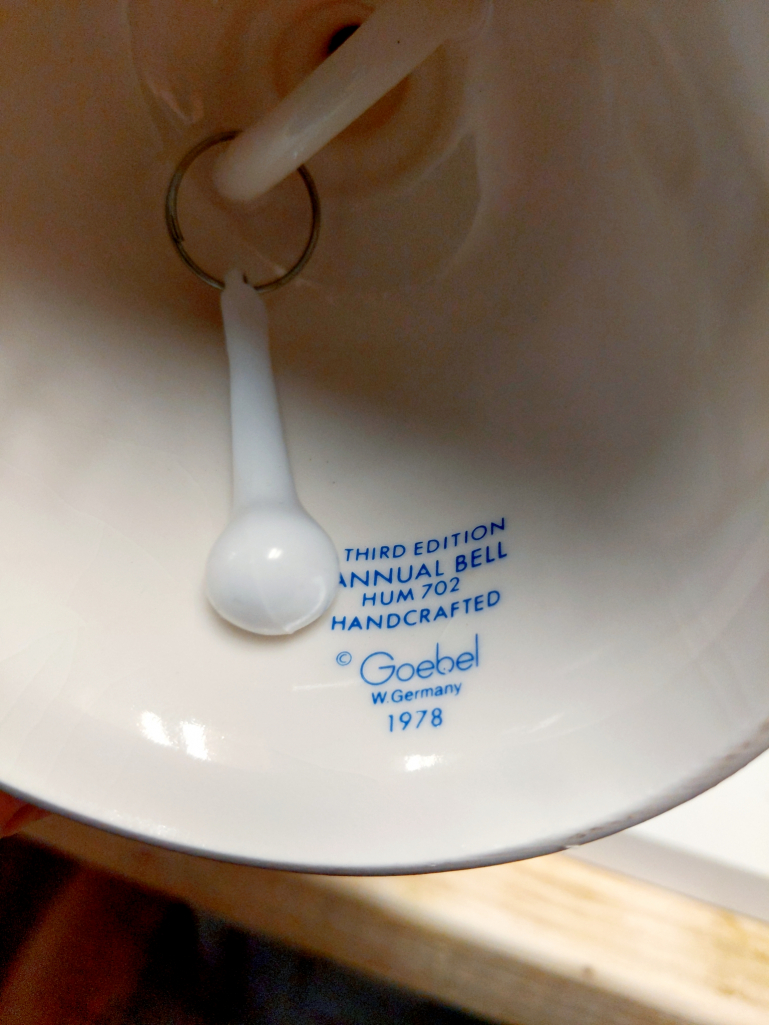 THIRD EDITION
ANNUAL BELL
HUM 702
HANDCRAFTED
© Goebel
W. Germany
1978